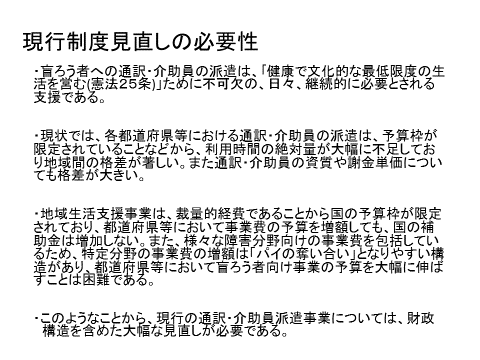 現行制度見直しの必要性
・盲ろう者への通訳・介助員の派遣は、「健康で文化的な最低限度の生
活を営む(憲法２５条)」ために不可欠の、日々、継続的に必要とされる
支援である。
・現状では、各都道府県等における通訳・介助員の派遣は、予算枠が
限定されていることなどから、利用時間の絶対量が大幅に不足してお
り地域間の格差が著しい。また通訳・介助員の資質や謝金単価につい
ても格差が大きい。
・地域生活支援事業は、裁量的経費であることから国の予算枠が限定
されており、都道府県等において事業費の予算を増額しても、国の補
助金は増加しない。また、様々な障害分野向けの事業費を包括してい
るため、特定分野の事業費の増額は「パイの奪い合い」となりやすい構
造があり、都道府県等において盲ろう者向け事業の予算を大幅に伸ば
すことは困難である。
・このようなことから、現行の通訳・介助員派遣事業については、財政
構造を含めた大幅な見直しが必要である。